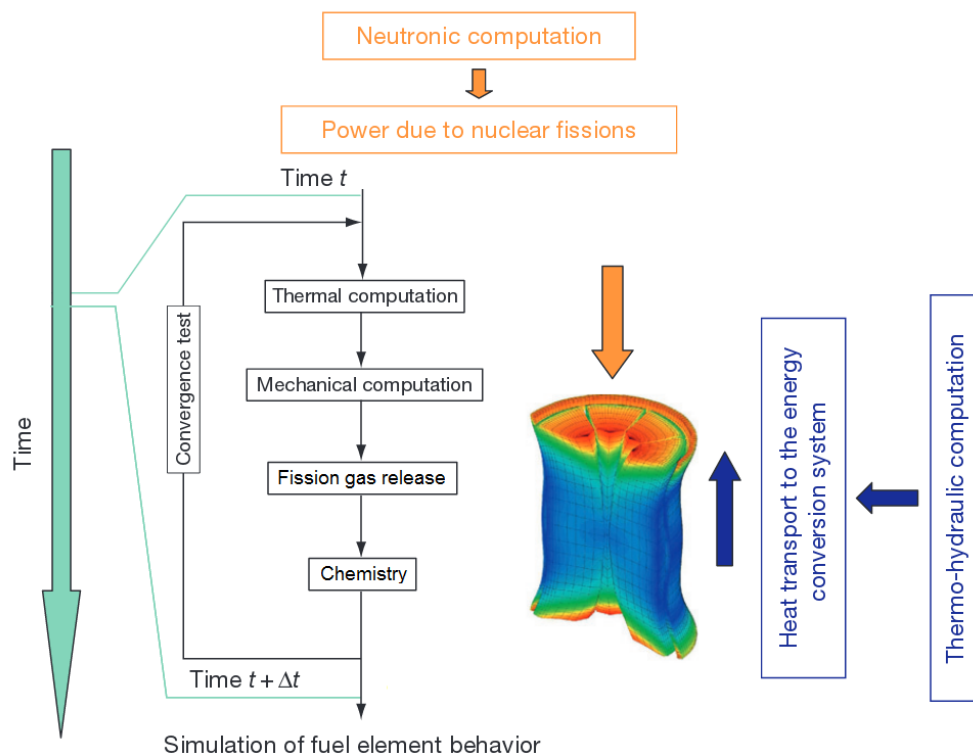 Neutronic computation
Power due to nuclear fissions
Time t
Thermal computation
Mechanical computation
Fission gas release
Chemistry
Convergence test
Time t + Δt
Time
Simulation of fuel element behavior
Heat transport to the energy
conversion system
Thermo-hydraulic computation